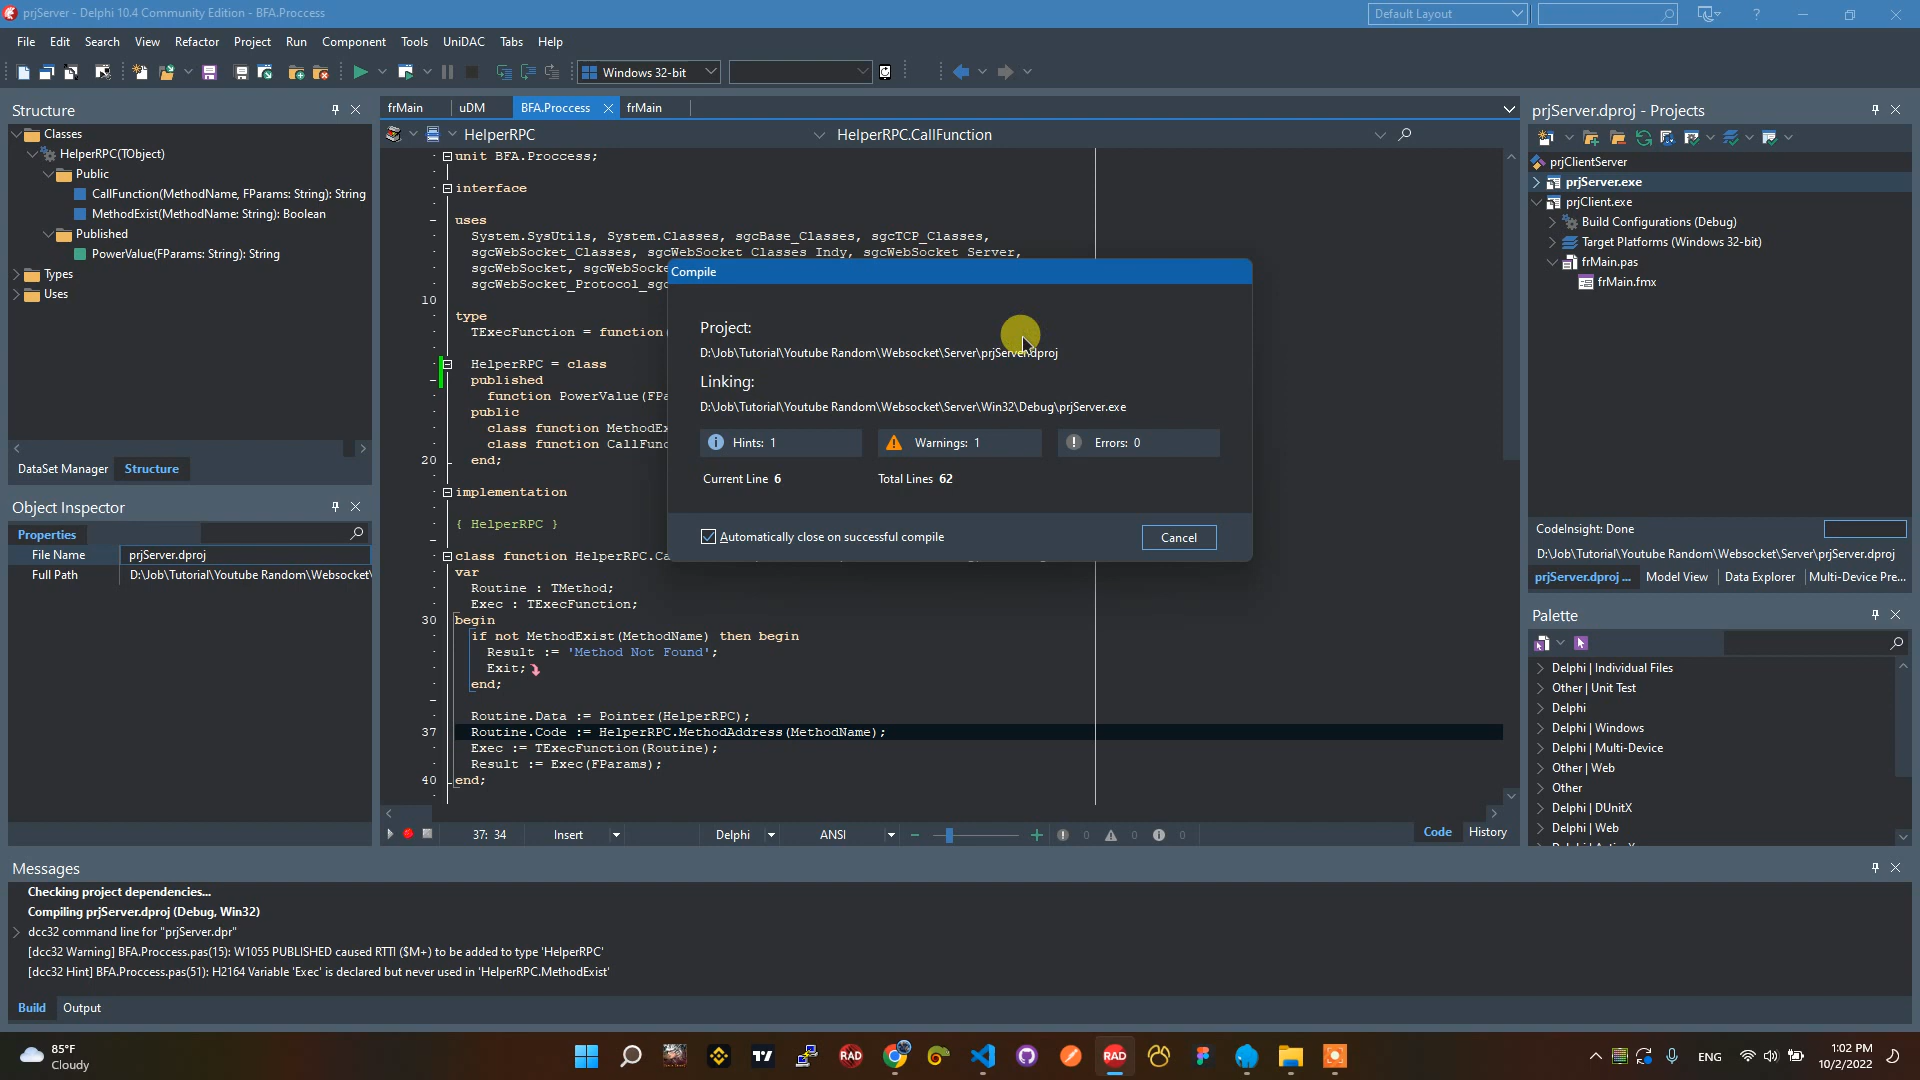 prjServer - Delphi 10.4 Community Edition - BFA.Proccess
Default Layout
File Edit Search View Refactor Project Run Component Tools UniDAC Tabs Help
Windows 32-bit
Structure
Classes
HelperRPC(TObject)
Public
CallFunction(MethodName, FParams: String): String
MethodExist(MethodName: String): Boolean
Published
PowerValue(FParams: String): String
Types
Uses
DataSet Manager Structure
Object Inspector
Properties
File Name prjServer.dproj
Full Path D:\Job\Tutorial\Youtube Random\Websocket\
frMain uDM BFA.Proccess frMain
HelperRPC HelperRPC.CallFunction
unit BFA.Proccess;
interface
uses
System.SysUtils, System.Classes, sgcBase_Classes, sgcTCP_Classes,
sgcWebSocket_Classes, sgcWebSocket_Classes_Indy, sgcWebSocket_Server,
sgcWebSocket, sgcWebSocke
sgcWebSocket_Protocol_sgc
10
type
TExecFunction = function(
HelperRPC = class
published
function PowerValue(FPa
public
class function MethodEx
class function CallFunc
20 end;
implementation
{ HelperRPC }
class function HelperRPC.Ca
var
Routine : TMethod;
Exec : TExecFunction;
30 begin
if not MethodExist(MethodName) then begin
Result := 'Method Not Found';
Exit;
end;
Routine.Data := Pointer(HelperRPC);
37 Routine.Code := HelperRPC.MethodAddress(MethodName);
Exec := TExecFunction(Routine);
Result := Exec(FParams);
40 end;
37: 34 Insert Delphi ANSI 0 0 0 Code History
Compile
Project:
D:\Job\Tutorial\Youtube Random\Websocket\Server\prjServer.dproj
Linking:
D:\Job\Tutorial\Youtube Random\Websocket\Server\Win32\Debug\prjServer.exe
Hints: 1 Warnings: 1 Errors: 0
Current Line 6 Total Lines 62
Automatically close on successful compile Cancel
prjServer.dproj - Projects
prjClientServer
prjServer.exe
prjClient.exe
Build Configurations (Debug)
Target Platforms (Windows 32-bit)
frMain.pas
frMain.fmx
CodeInsight: Done
D:\Job\Tutorial\Youtube Random\Websocket\Server\prjServer.dproj
prjServer.dproj ... Model View Data Explorer Multi-Device Pre...
Palette
Delphi | Individual Files
Other | Unit Test
Delphi
Delphi | Windows
Delphi | Multi-Device
Other | Web
Other
Delphi | DUnitX
Delphi | Web
Messages
Checking project dependencies...
Compiling prjServer.dproj (Debug, Win32)
dcc32 command line for "prjServer.dpr"
[dcc32 Warning] BFA.Proccess.pas(15): W1055 PUBLISHED caused RTTI ($M+) to be added to type 'HelperRPC'
[dcc32 Hint] BFA.Proccess.pas(51): H2164 Variable 'Exec' is declared but never used in 'HelperRPC.MethodExist'
Build Output
85°F
Cloudy
RAD RAD
ENG
1:02 PM
10/2/2022